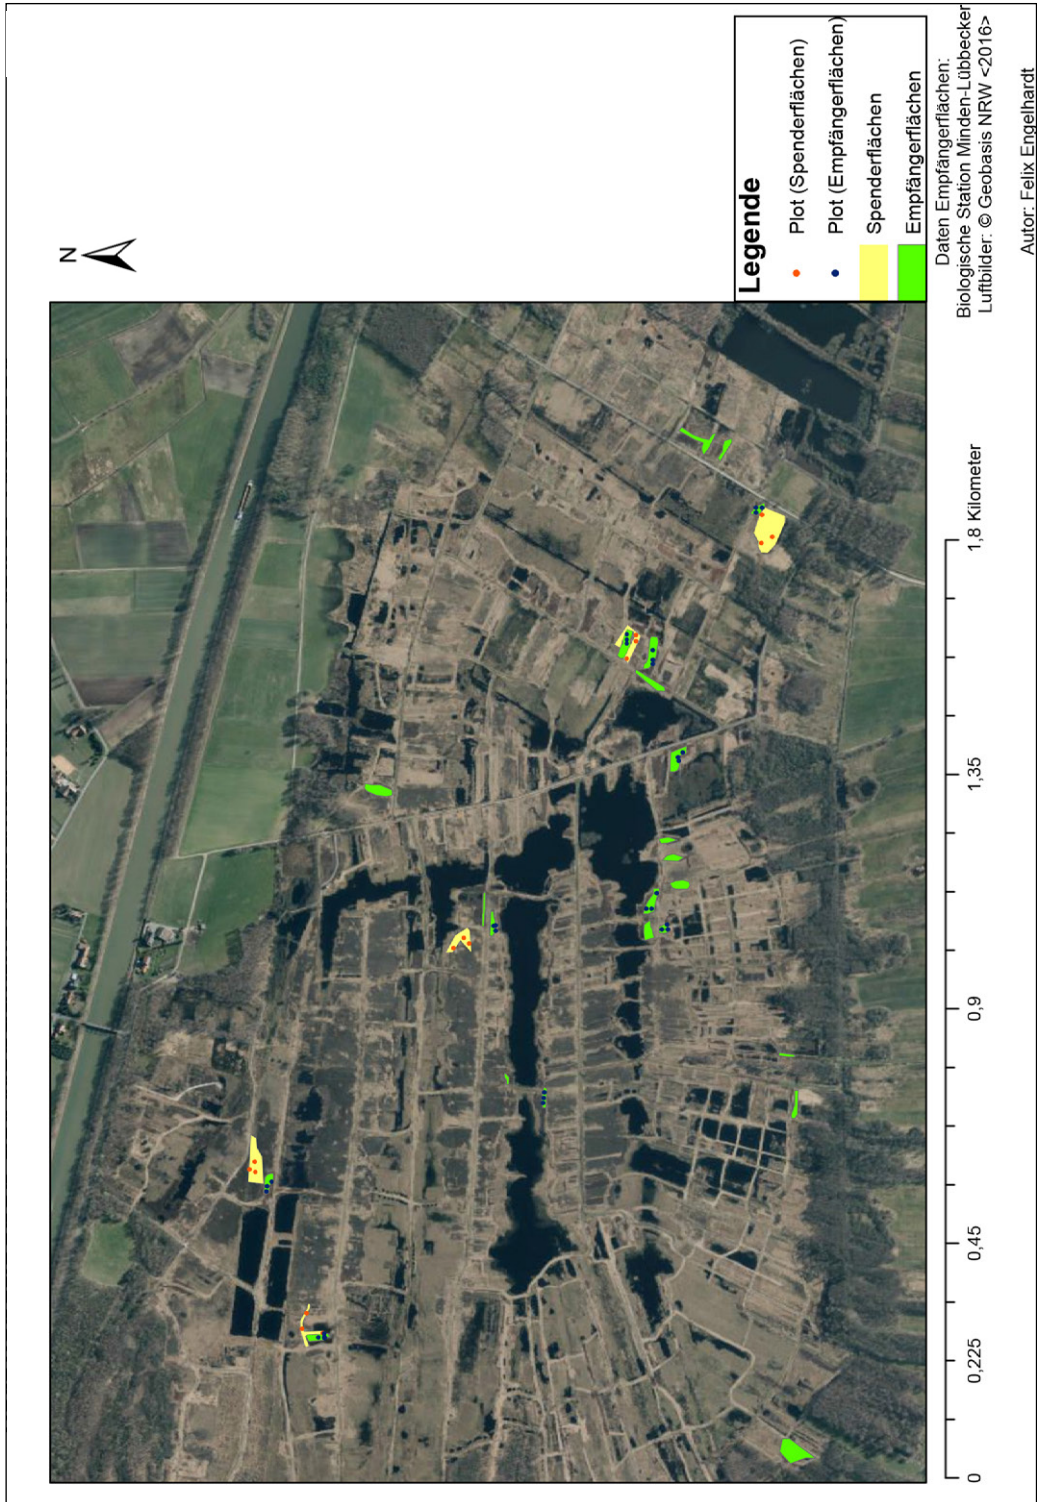 N
Legende
Plot (Spenderflächen)
Plot (Empfängerflächen)
Spenderflächen
Empfängerflächen
Daten Empfängerflächen:
Biologische Station Minden-Lübbecker
Luftbilder: © Geobasis NRW <2016>
Autor: Felix Engelhardt
0 0,225 0,45 0,9 1,35 1,8 Kilometer